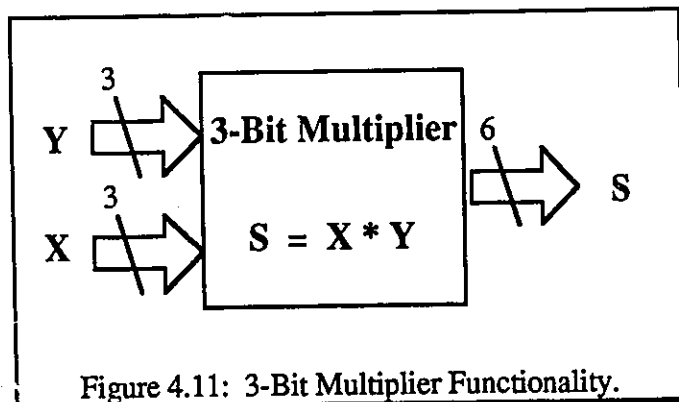 3
Y
3-Bit Multiplier
6
S
3
X
S = X * Y
Figure 4.11: 3-Bit Multiplier Functionality.